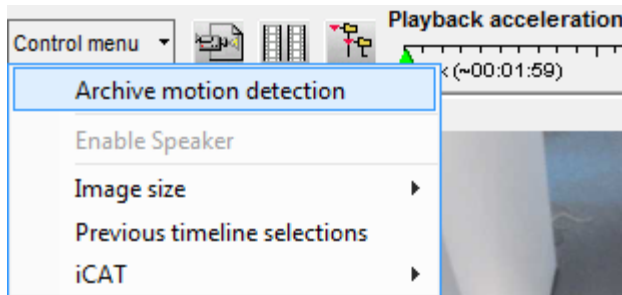 Playback acceleration
Control menu
(~00:01:59)
Archive motion detection
Enable Speaker
Image size
Previous timeline selections
iCAT